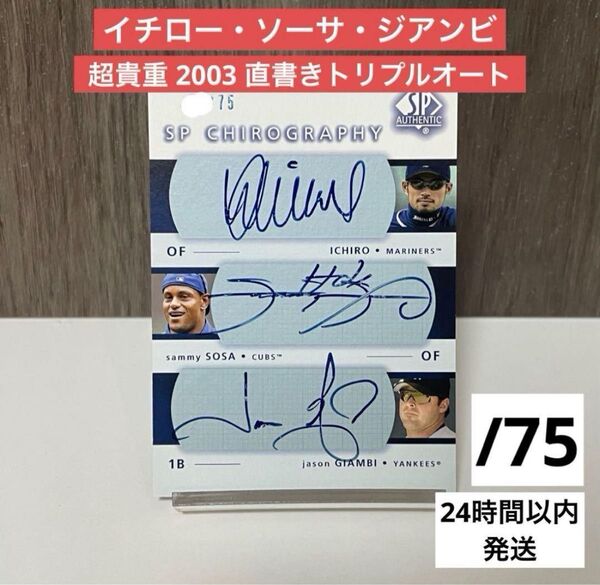 イチロー・ソーサ・ジアンビ
超貴重 2003 直書きトリプルオート
75
SP CHIROGRAPHY
SP
AUTHENTIC®
OF
ICHIRO • MARINERS™
sammy SOSA • CUBS™
OF
1B
jason GIAMBI • YANKEES®
/75
24時間以内
発送